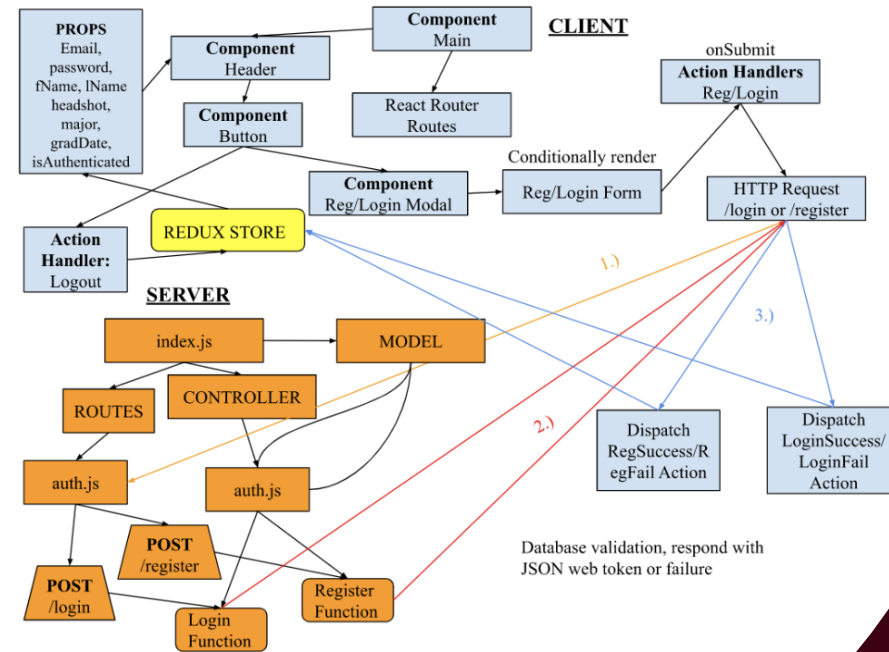 PROPS
Email,
password,
fName, lName
headshot,
major,
gradDate,
isAuthenticated
Component
Header
Component
Main
CLIENT
Component
Button
React Router
Routes
onSubmit
Action Handlers
Reg/Login
Conditionally render
Component
Reg/Login Modal
Reg/Login Form
HTTP Request
/login or /register
REDUX STORE
Action
Handler:
Logout
1.)
SERVER
3.)
index.js
MODEL
ROUTES
CONTROLLER
2.)
Dispatch
RegSuccess/R
egFail Action
Dispatch
LoginSuccess/
LoginFail
Action
auth.js
auth.js
POST
/register
POST
/login
Login
Function
Register
Function
Database validation, respond with
JSON web token or failure